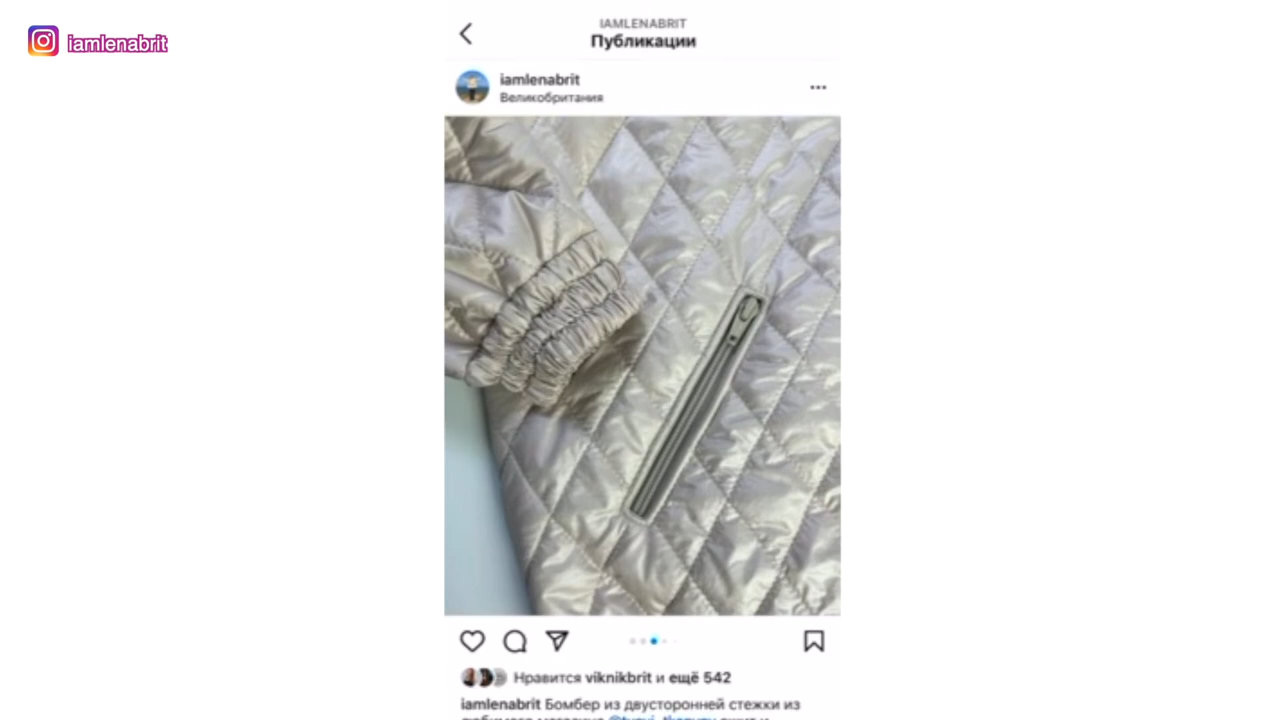 iamlenabrit
IAMLENABRIT
Публикации
iamlenabrit
Великобритания
Нравится viknikbrit и ещё 542
iamlenabrit Бомбер из двусторонней стежки из